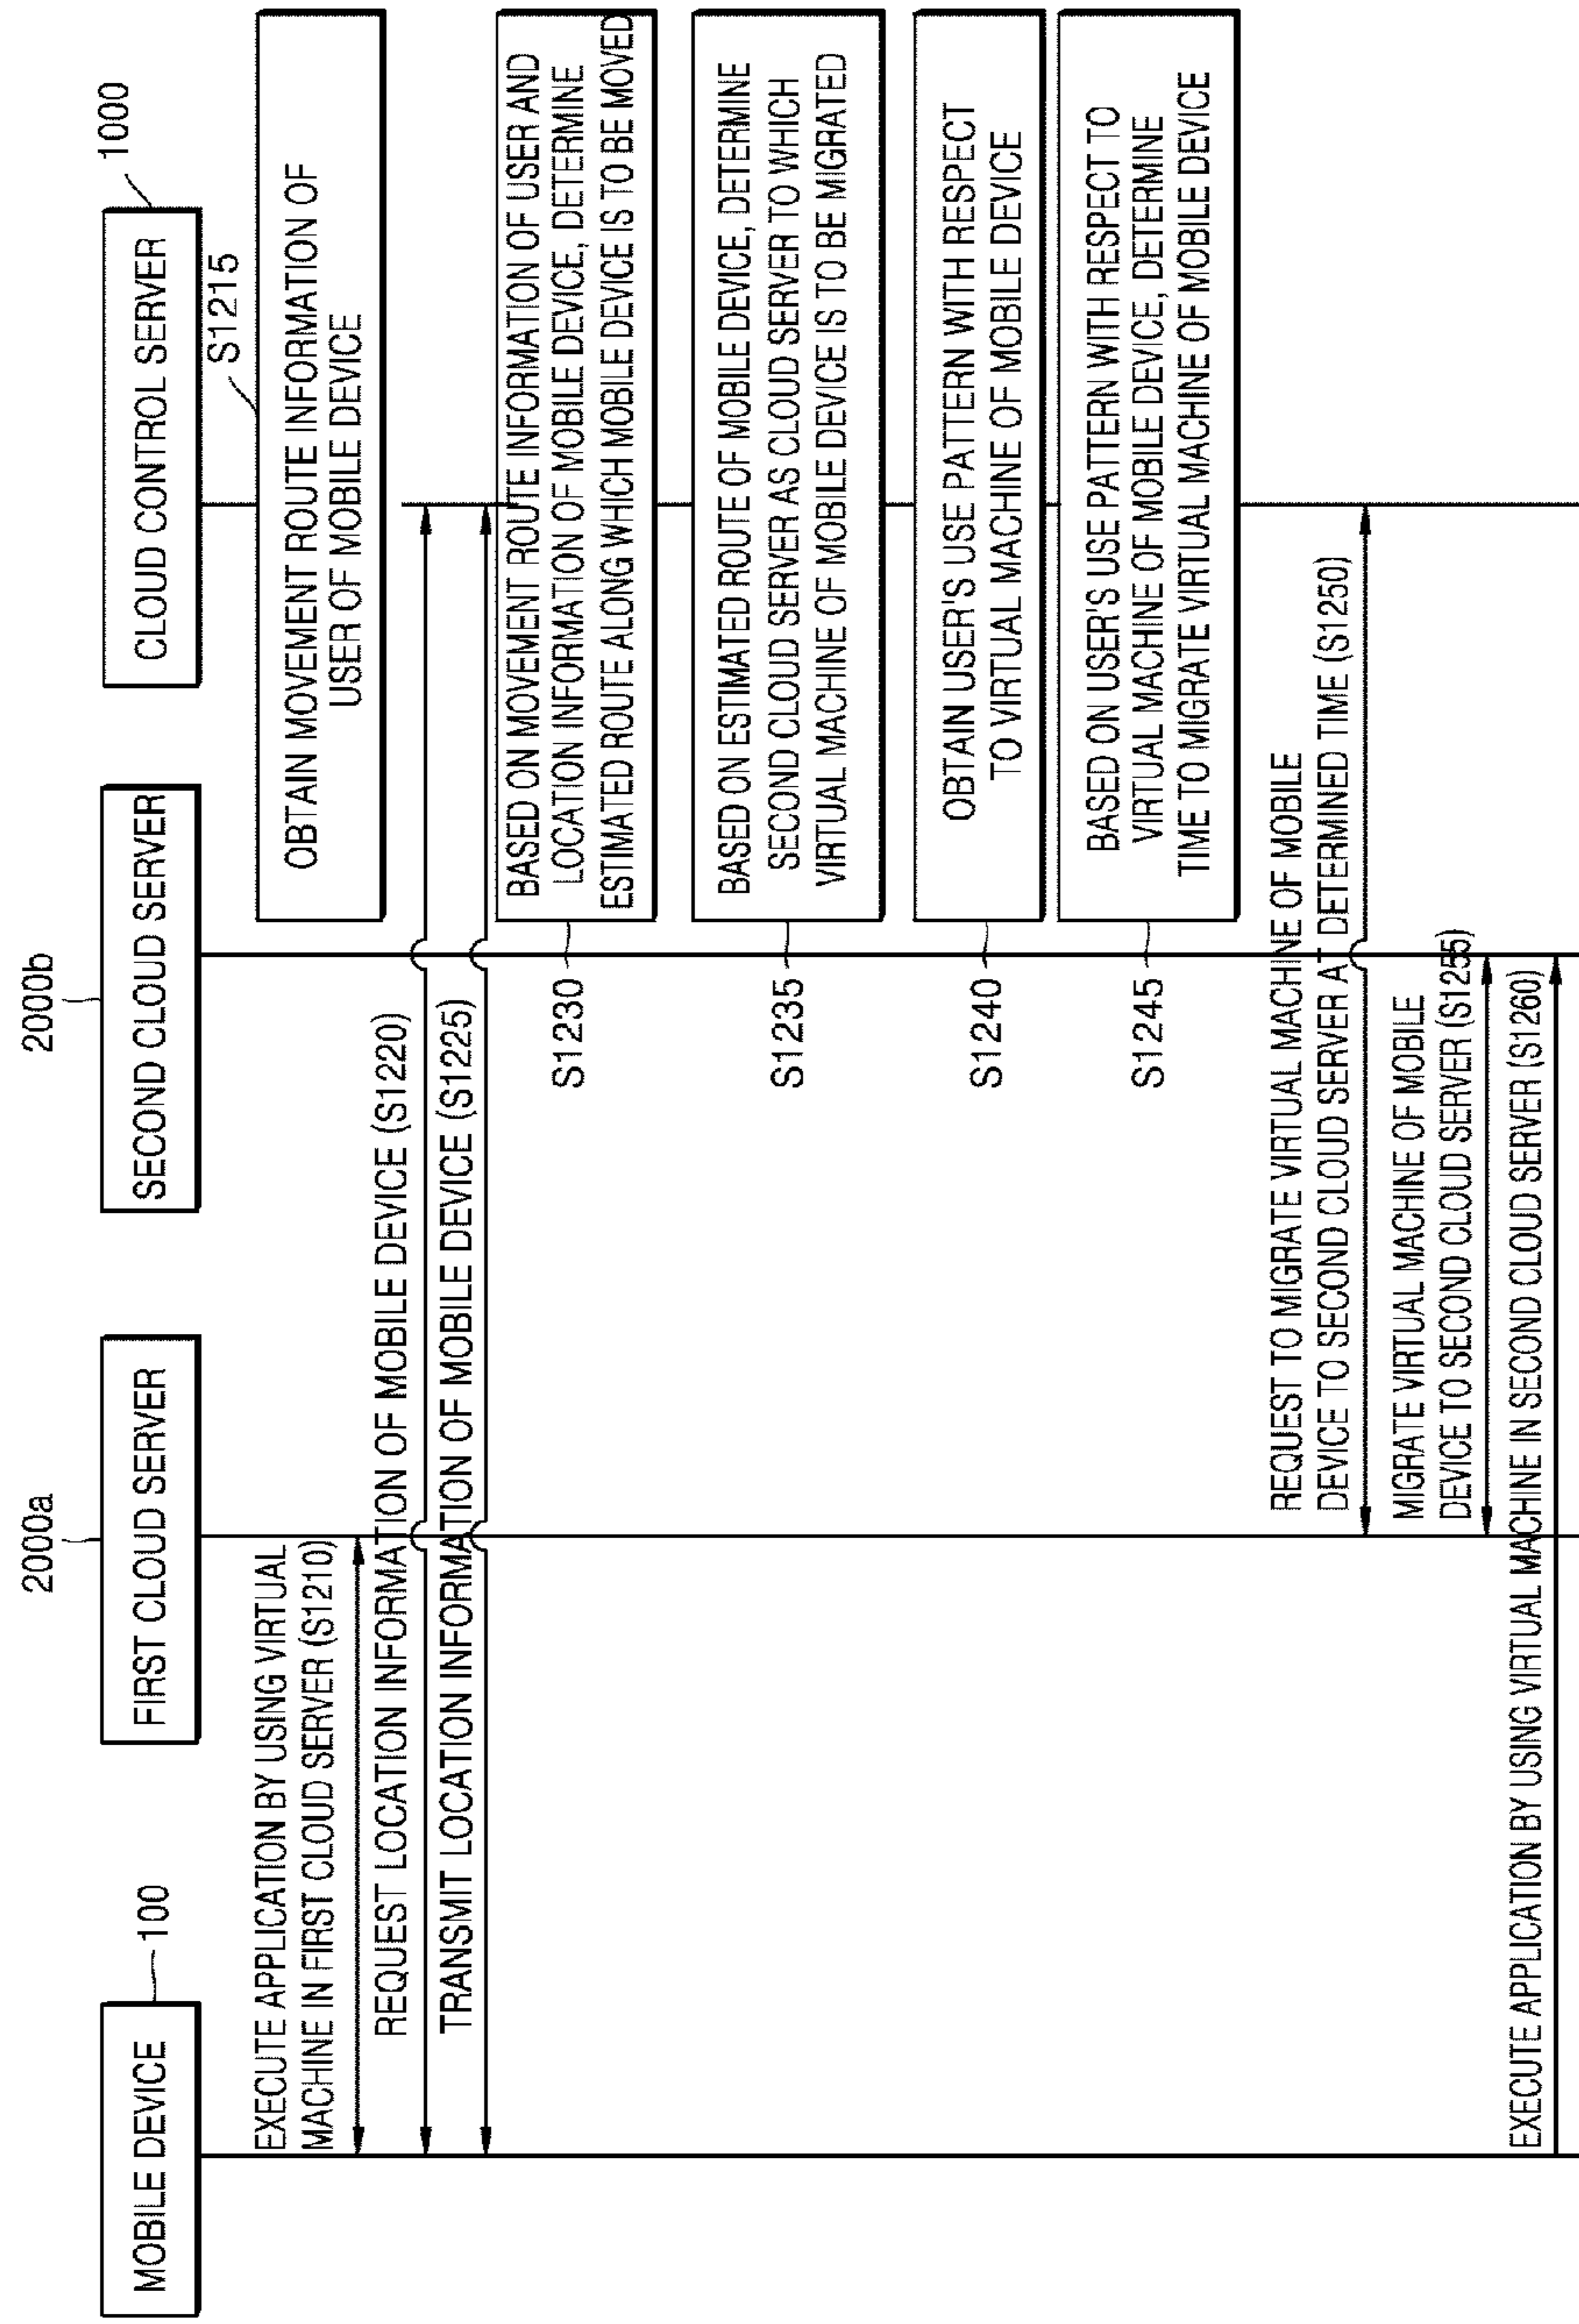 MOBILE DEVICE
100
2000a
FIRST CLOUD SERVER
2000b
SECOND CLOUD SERVER
CLOUD CONTROL SERVER
1000
S1215
EXECUTE APPLICATION BY USING VIRTUAL
MACHINE IN FIRST CLOUD SERVER (S1210)
OBTAIN MOVEMENT ROUTE INFORMATION OF
USER OF MOBILE DEVICE
REQUEST LOCATION INFORMATION OF MOBILE DEVICE (S1220)
TRANSMIT LOCATION INFORMATION OF MOBILE DEVICE (S1225)
S1230
BASED ON MOVEMENT ROUTE INFORMATION OF USER AND
LOCATION INFORMATION OF MOBILE DEVICE, DETERMINE
ESTIMATED ROUTE ALONG WHICH MOBILE DEVICE IS TO BE MOVED
S1235
BASED ON ESTIMATED ROUTE OF MOBILE DEVICE, DETERMINE
SECOND CLOUD SERVER AS CLOUD SERVER TO WHICH
VIRTUAL MACHINE OF MOBILE DEVICE IS TO BE MIGRATED
S1240
OBTAIN USER'S USE PATTERN WITH RESPECT
TO VIRTUAL MACHINE OF MOBILE DEVICE
S1245
BASED ON USER'S USE PATTERN WITH RESPECT TO
VIRTUAL MACHINE OF MOBILE DEVICE, DETERMINE
TIME TO MIGRATE VIRTUAL MACHINE OF MOBILE DEVICE
REQUEST TO MIGRATE VIRTUAL MACHINE OF MOBILE
DEVICE TO SECOND CLOUD SERVER AT DETERMINED TIME (S1250)
MIGRATE VIRTUAL MACHINE OF MOBILE
DEVICE TO SECOND CLOUD SERVER (S1255)
EXECUTE APPLICATION BY USING VIRTUAL MACHINE IN SECOND CLOUD SERVER (S1260)